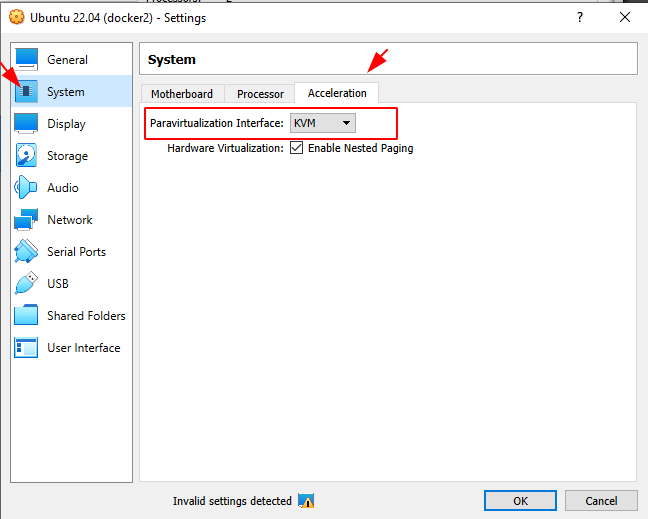 Ubuntu 22.04 (docker2) - Settings
?
General
System
Display
Storage
Audio
Network
Serial Ports
USB
Shared Folders
User Interface
System
Motherboard Processor Acceleration
Paravirtualization Interface: KVM
Hardware Virtualization: Enable Nested Paging
Invalid settings detected
OK Cancel